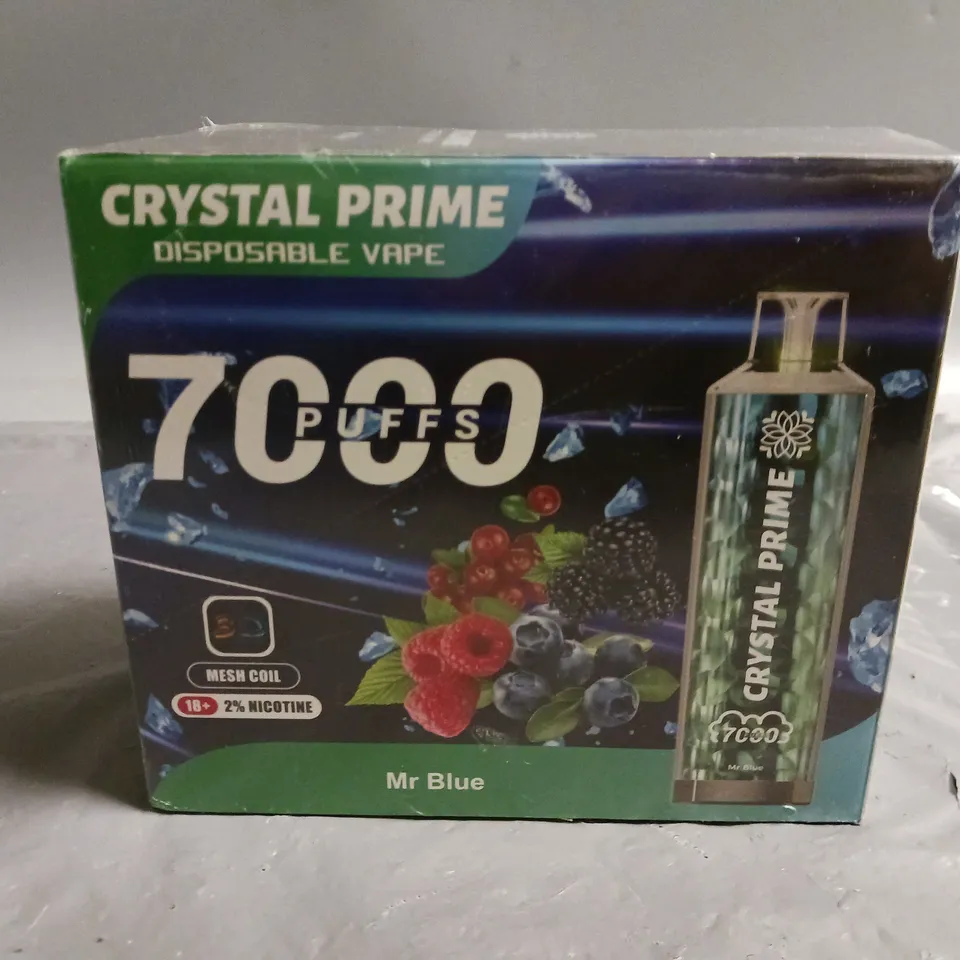 CRYSTAL PRIME
DISPOSABLE VAPE
7000
PUFFS
MESH COIL
18+ 2% NICOTINE
Mr Blue
CRYSTAL PRIME
7000
Mr Blue